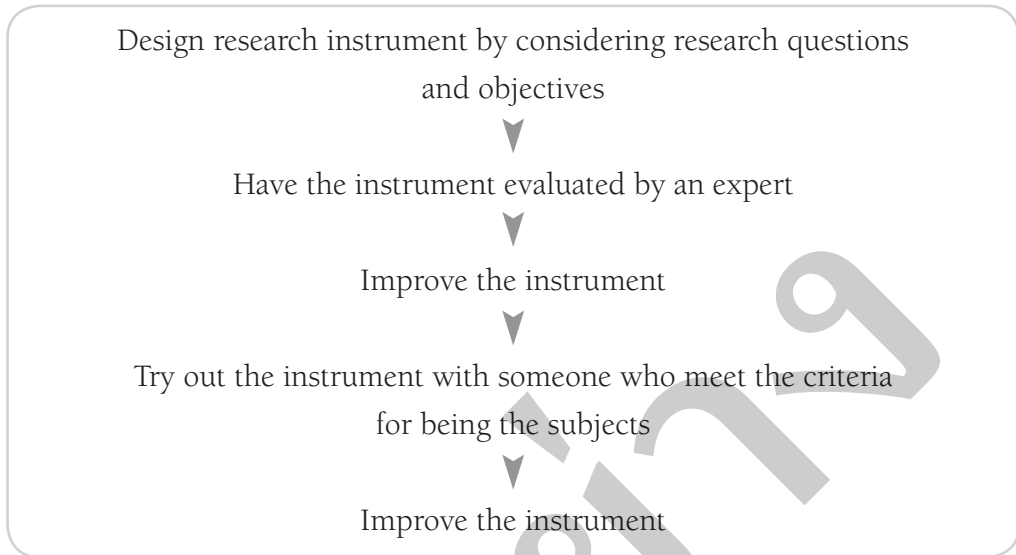 Design research instrument by considering research questions
and objectives
Have the instrument evaluated by an expert
Improve the instrument
Try out the instrument with someone who meet the criteria
for being the subjects
Improve the instrument